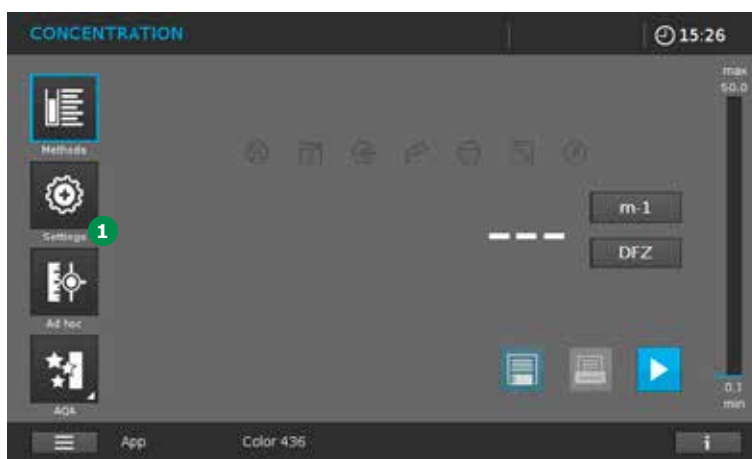 CONCENTRATION
15:26
max
50.0
Methods
Settings
1
m-1
DFZ
Ad hoc
AQA
0.1
min
App
Color 436
i